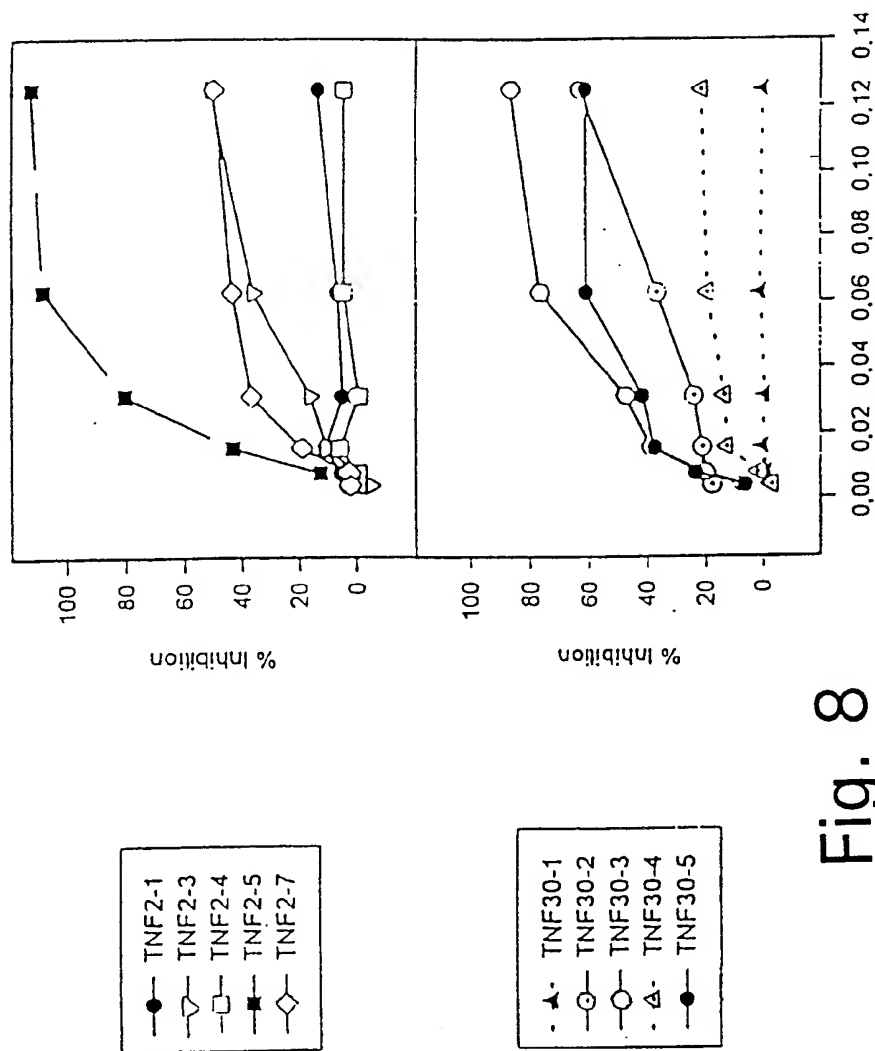 TNF2-1
TNF2-3
TNF2-4
TNF2-5
TNF2-7
% Inhibition
100
80
60
40
20
0
TNF30-1
TNF30-2
TNF30-3
TNF30-4
TNF30-5
% Inhibition
100
80
60
40
20
0
0,00
0,02
0,04
0,06
0,08
0,10
0,12
0,14
Fig. 8